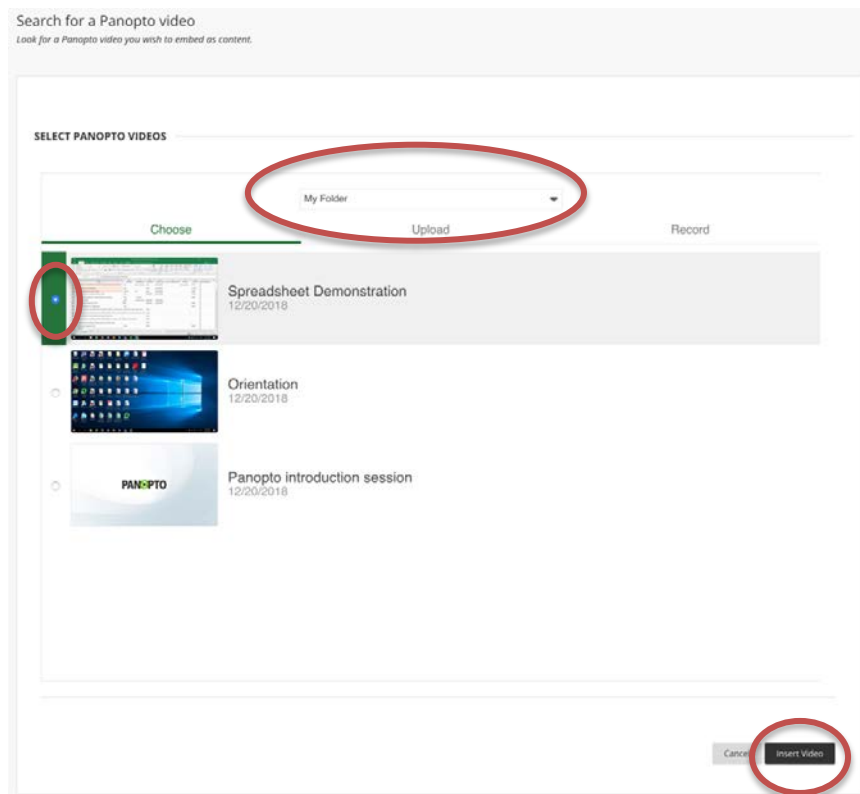 Search for a Panopto video
Look for a Panopto video you wish to embed as content.
SELECT PANOPTO VIDEOS
My Folder
Choose Upload Record
Spreadsheet Demonstration
12/20/2018
Orientation
12/20/2018
PANOPTO
Panopto introduction session
12/20/2018
Cancel Insert Video